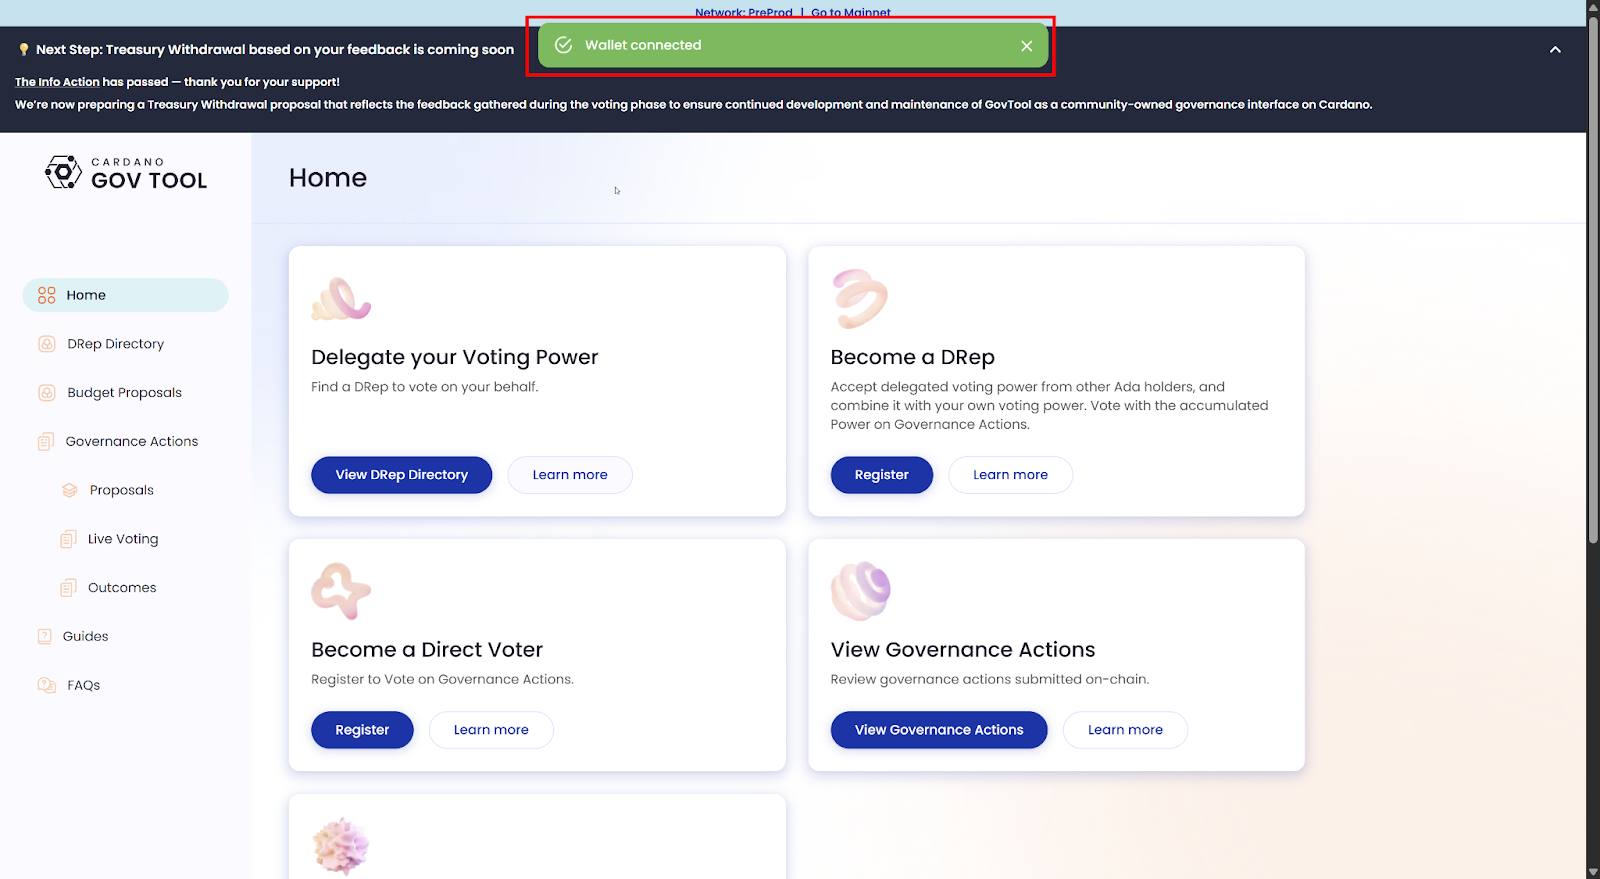 Network: PreProd | Go to Mainnet
Wallet connected
Next Step: Treasury Withdrawal based on your feedback is coming soon
The Info Action has passed — thank you for your support!
We're now preparing a Treasury Withdrawal proposal that reflects the feedback gathered during the voting phase to ensure continued development and maintenance of GovTool as a community-owned governance interface on Cardano.
CARDANO
GOV TOOL
Home
DRep Directory
Budget Proposals
Governance Actions
Proposals
Live Voting
Outcomes
Guides
FAQs
Home
Delegate your Voting Power
Find a DRep to vote on your behalf.
View DRep Directory
Learn more
Become a DRep
Accept delegated voting power from other Ada holders, and
combine it with your own voting power. Vote with the accumulated
Power on Governance Actions.
Register
Learn more
Become a Direct Voter
Register to Vote on Governance Actions.
Register
Learn more
View Governance Actions
Review governance actions submitted on-chain.
View Governance Actions
Learn more